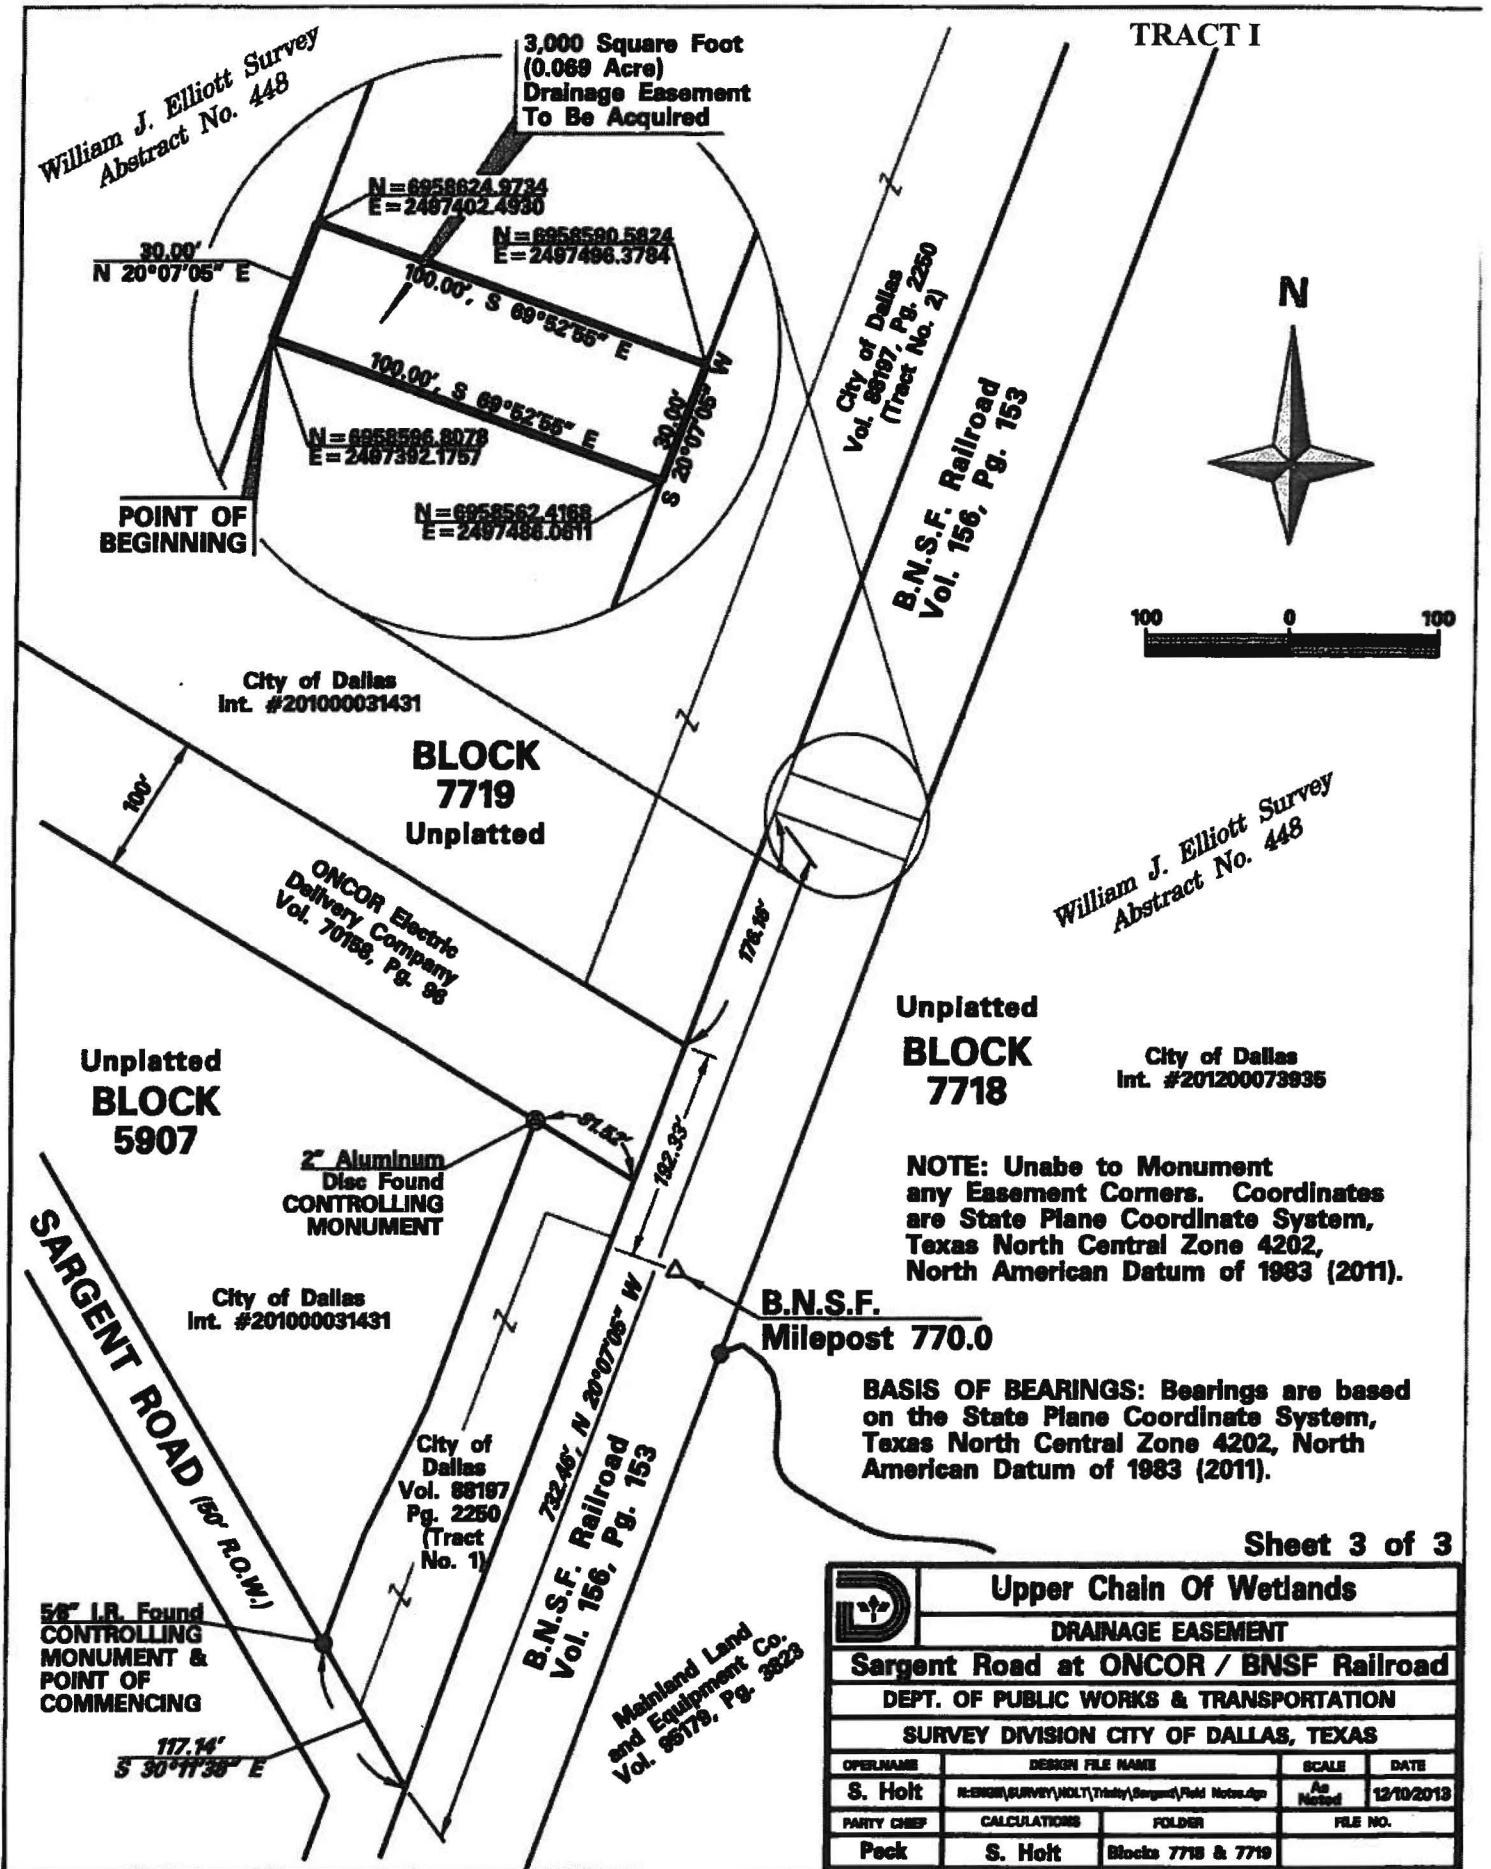 TRACT I
William J. Elliott Survey
Abstract No. 448
3,000 Square Foot
(0.069 Acre)
Drainage Easement
To Be Acquired
N=6958624.9734
E=2497402.4930
N=6958590.5824
E=2497496.3784
30.00'
N 20°07'05" E
100.00', S 69°52'55" E
100.00', S 69°52'55" E
30.00'
S 20°07'05" W
N=6958596.8078
E=2497392.1757
N=6958562.4168
E=2497486.0611
POINT OF
BEGINNING
City of Dallas
Vol. 88197, Pg. 2250
(Tract No. 2)
B.N.S.F. Railroad
Vol. 156, Pg. 153
N
100 0 100
City of Dallas
Int. #201000031431
BLOCK
7719
Unplatted
100'
ONCOR Electric
Delivery Company
Vol. 70158, Pg. 96
William J. Elliott Survey
Abstract No. 448
176.16'
Unplatted
BLOCK
7718
City of Dallas
Int. #201200073935
Unplatted
BLOCK
5907
2" Aluminum
Disc Found
CONTROLLING
MONUMENT
91.52'
192.33'
NOTE: Unabe to Monument
any Easement Corners. Coordinates
are State Plane Coordinate System,
Texas North Central Zone 4202,
North American Datum of 1983 (2011).
SARGENT ROAD (50' R.O.W.)
City of Dallas
Int. #201000031431
B.N.S.F.
Milepost 770.0
732.46', N 20°07'05" W
BASIS OF BEARINGS: Bearings are based
on the State Plane Coordinate System,
Texas North Central Zone 4202, North
American Datum of 1983 (2011).
City of
Dallas
Vol. 88197
Pg. 2250
(Tract
No. 1)
B.N.S.F. Railroad
Vol. 156, Pg. 153
5/8" I.R. Found
CONTROLLING
MONUMENT &
POINT OF
COMMENCING
117.14'
S 30°11'38" E
Mainland Land
and Equipment Co.
Vol. 95179, Pg. 3823
Sheet 3 of 3
Upper Chain Of Wetlands
DRAINAGE EASEMENT
Sargent Road at ONCOR / BNSF Railroad
DEPT. OF PUBLIC WORKS & TRANSPORTATION
SURVEY DIVISION CITY OF DALLAS, TEXAS
OPER.NAME DESIGN FILE NAME SCALE DATE
S. Holt N:ENGR\SURVEY\HOLT\Trinity\Sargent\Field Notes.dgn As Noted 12/10/2013
PARTY CHIEF CALCULATIONS FOLDER FILE NO.
Peck S. Holt Blocks 7718 & 7719